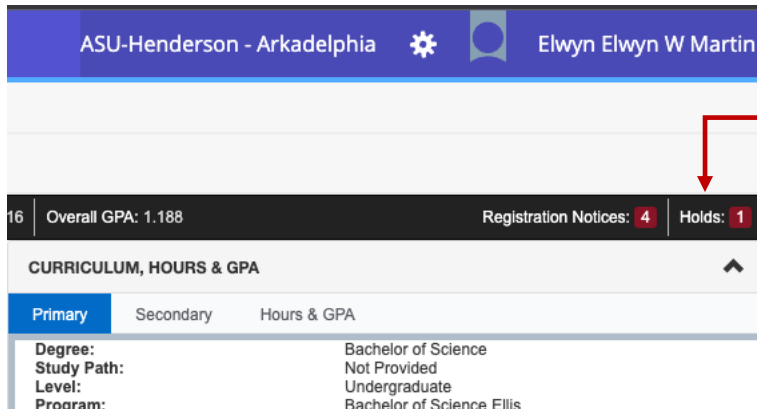 ASU-Henderson - Arkadelphia Elwyn Elwyn W Martin
16 Overall GPA: 1.188 Registration Notices: 4 Holds: 1
CURRICULUM, HOURS & GPA
Primary Secondary Hours & GPA
Degree: Bachelor of Science
Study Path: Not Provided
Level: Undergraduate
Program: Bachelor of Science Ellis